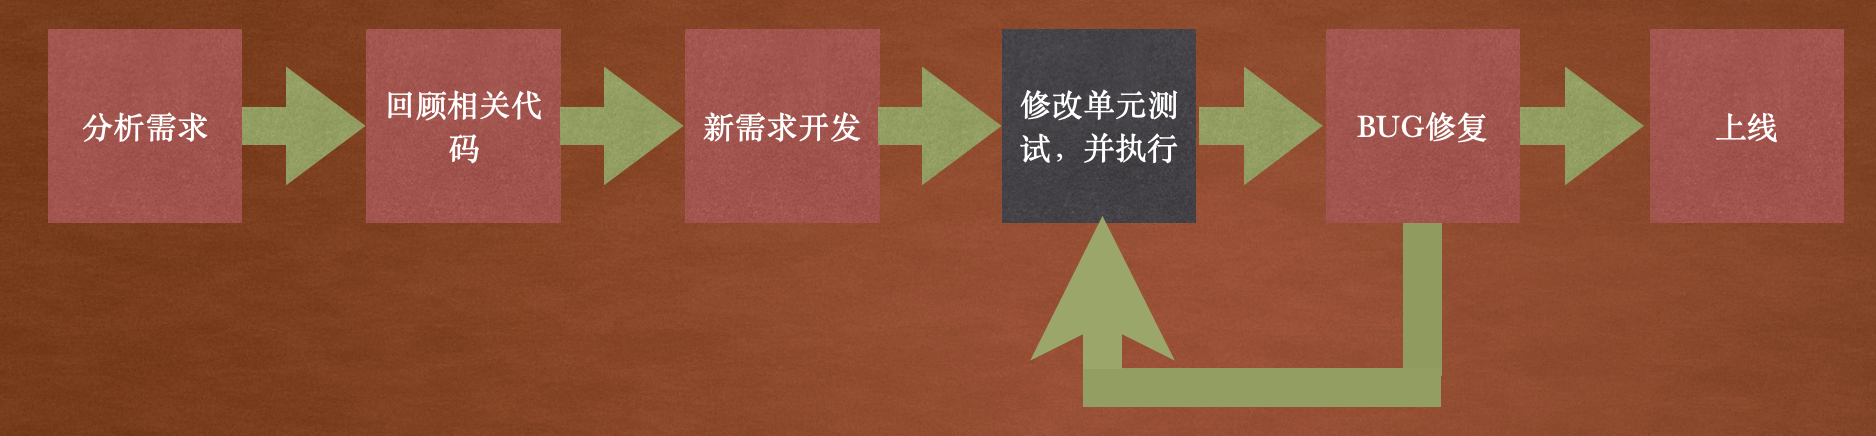 分析需求
回顾相关代
码
新需求开发
修改单元测
试，并执行
BUG修复
上线